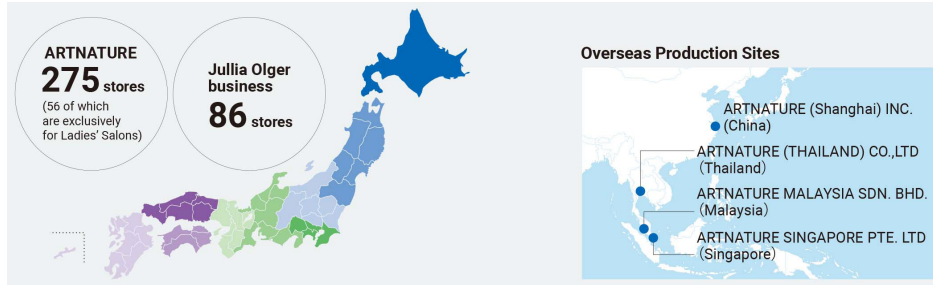 ARTNATURE
275 stores
(56 of which
are exclusively
for Ladies' Salons)
Jullia Olger
business
86 stores
Overseas Production Sites
ARTNATURE (Shanghai) INC.
(China)
ARTNATURE (THAILAND) CO.,LTD
(Thailand)
ARTNATURE MALAYSIA SDN. BHD.
(Malaysia)
ARTNATURE SINGAPORE PTE. LTD
(Singapore)